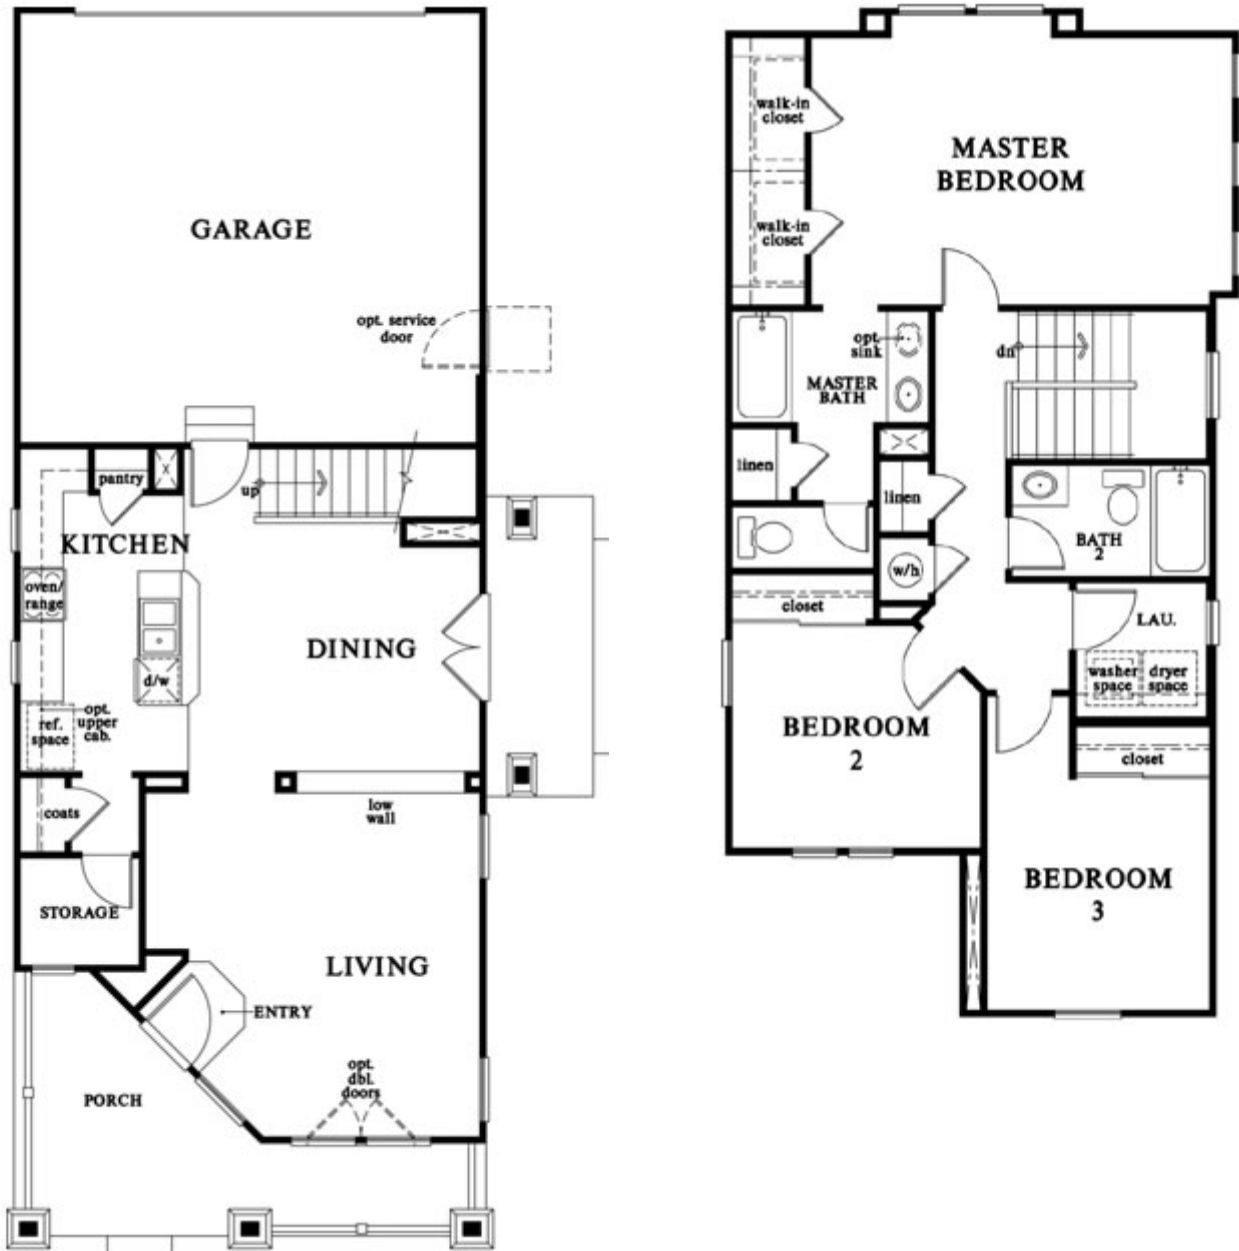 GARAGE
opt. service
door
pantry
up
KITCHEN
oven/
range
d/w
DINING
opt.
upper
cab.
ref.
space
coats
low
wall
STORAGE
LIVING
ENTRY
opt.
dbl.
doors
PORCH
walk-in
closet
MASTER
BEDROOM
walk-in
closet
opt.
sink
dn
MASTER
BATH
linen
linen
BATH
2
w/h
closet
LAU.
washer
space
dryer
space
BEDROOM
2
closet
BEDROOM
3